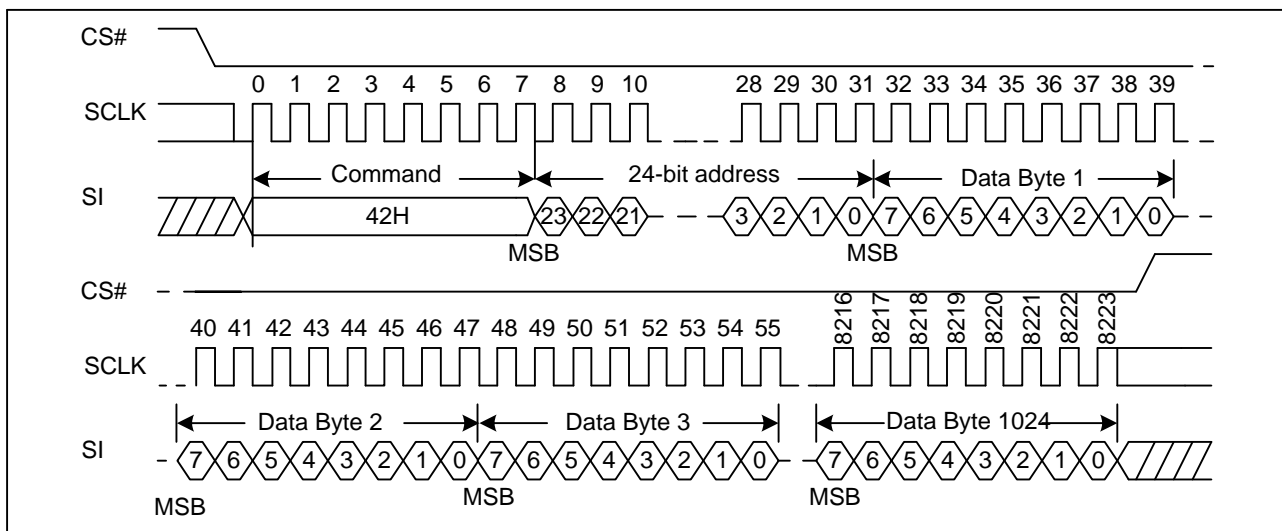 CS#
0 1 2 3 4 5 6 7 8 9 10 28 29 30 31 32 33 34 35 36 37 38 39
SCLK
Command 24-bit address Data Byte 1
SI
42H 23 22 21 3 2 1 0 7 6 5 4 3 2 1 0
MSB MSB
CS#
40 41 42 43 44 45 46 47 48 49 50 51 52 53 54 55 8216 8217 8218 8219 8220 8221 8222 8223
SCLK
Data Byte 2 Data Byte 3 Data Byte 1024
SI
7 6 5 4 3 2 1 0 7 6 5 4 3 2 1 0 7 6 5 4 3 2 1 0
MSB MSB MSB